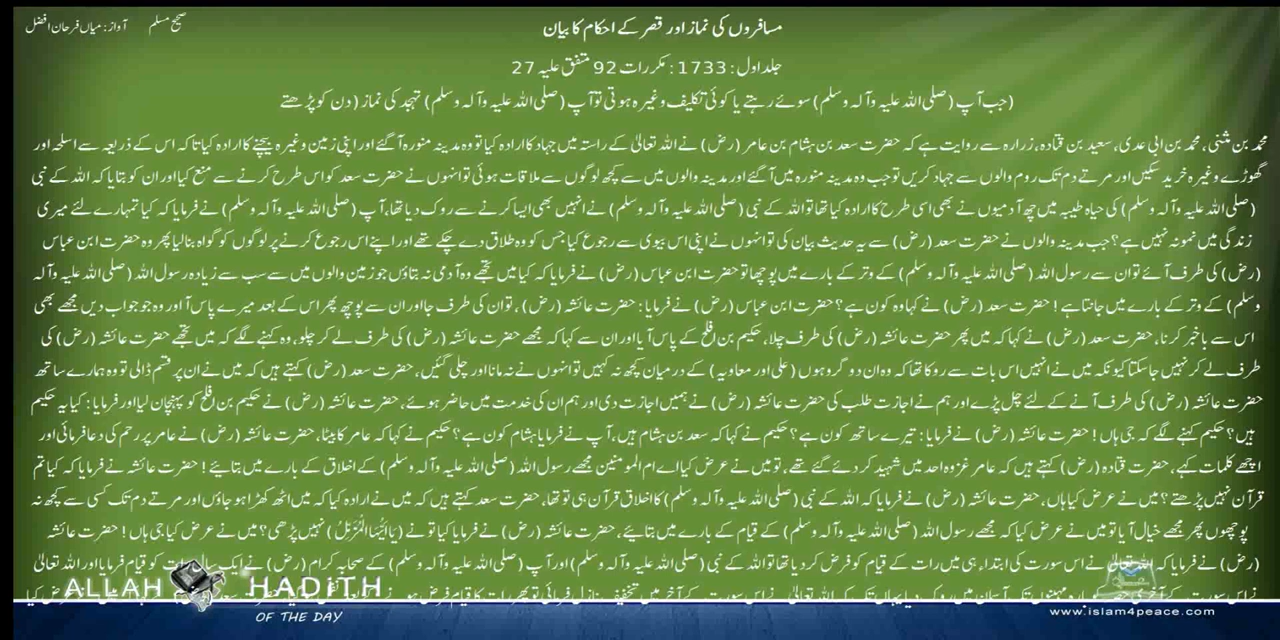 صحیح مسلم آواز: میاں فرحان افضل
مسافروں کی نماز اور قصر کے احکام کا بیان
جلد اول : 1733 : مکررات 92 متفق علیہ 27
(جب آپ (صلی اللہ علیہ وآلہ وسلم) سوئے رہتے یا کوئی تکلیف وغیرہ ہوتی تو آپ (صلی اللہ علیہ وآلہ وسلم) تہجد کی نماز (دن کو پڑھتے
محمد بن مثنی، محمد بن ابی عدی، سعید بن قتادہ، زرارہ سے روایت ہے کہ حضرت سعد بن ہشام بن عامر (رض) نے اللہ تعالیٰ کے راستہ میں جہاد کا ارادہ کیا تو وہ مدینہ منورہ آگئے اور اپنی زمین وغیرہ بیچنے کا ارادہ کیا تاکہ اس کے ذریعہ سے اسلحہ اور
گھوڑے وغیرہ خرید سکیں اور مرتے دم تک روم والوں سے جہاد کریں تو جب وہ مدینہ منورہ میں آگئے اور مدینہ والوں میں سے کچھ لوگوں سے ملاقات ہوئی تو انہوں نے حضرت سعد کو اس طرح کرنے سے منع کیا اور ان کو بتایا کہ اللہ کے نبی
(صلی اللہ علیہ وآلہ وسلم) کی حیاہ طیبہ میں چھ آدمیوں نے بھی اسی طرح کا ارادہ کیا تھا تو اللہ کے نبی (صلی اللہ علیہ وآلہ وسلم) نے انہیں بھی ایسا کرنے سے روک دیا تھا، آپ (صلی اللہ علیہ وآلہ وسلم) نے فرمایا کہ کیا تمہارے لئے میری
زندگی میں نمونہ نہیں ہے؟ جب مدینہ والوں نے حضرت سعد (رض) سے یہ حدیث بیان کی تو انہوں نے اپنی اس بیوی سے رجوع کیا جس کو وہ طلاق دے چکے تھے اور اپنے اس رجوع کرنے پر لوگوں کو گواہ بنا لیا پھر وہ حضرت ابن عباس
(رض) کی طرف آئے تو ان سے رسول اللہ (صلی اللہ علیہ وآلہ وسلم) کے وتر کے بارے میں پوچھا تو حضرت ابن عباس (رض) نے فرمایا کہ کیا میں تجھے وہ آدمی نہ بتاؤں جو زمین والوں میں سے سب سے زیادہ رسول اللہ (صلی اللہ علیہ وآلہ
وسلم) کے وتر کے بارے میں جانتا ہے! حضرت سعد (رض) نے کہا وہ کون ہے؟ حضرت ابن عباس (رض) نے فرمایا: حضرت عائشہ (رض)، تو ان کی طرف جا اور ان سے پوچھ پھر اس کے بعد میرے پاس آ اور وہ جو جواب دیں مجھے بھی
اس سے باخبر کرنا، حضرت سعد (رض) نے کہا کہ میں پھر حضرت عائشہ (رض) کی طرف چلا، حکیم بن افلح کے پاس آیا اور ان سے کہا کہ مجھے حضرت عائشہ (رض) کی طرف لے کر چلو، وہ کہنے لگے کہ میں تجھے حضرت عائشہ (رض) کی
طرف لے کر نہیں جاسکتا کیونکہ میں نے انہیں اس بات سے روکا تھا کہ وہ ان دو گروہوں (علی اور معاویہ) کے درمیان کچھ نہ کہیں تو انہوں نے نہ مانا اور چلی گئیں، حضرت سعد (رض) کہتے ہیں کہ میں نے ان پر قسم ڈالی تو وہ ہمارے ساتھ
حضرت عائشہ (رض) کی طرف آنے کے لئے چل پڑے اور ہم نے اجازت طلب کی حضرت عائشہ (رض) نے ہمیں اجازت دی اور ہم ان کی خدمت میں حاضر ہوئے، حضرت عائشہ (رض) نے حکیم بن افلح کو پہچان لیا اور فرمایا: کیا یہ حکیم
ہیں؟ حکیم کہنے لگے کہ جی ہاں! حضرت عائشہ (رض) نے فرمایا: تیرے ساتھ کون ہے؟ حکیم نے کہا کہ سعد بن ہشام ہیں، آپ نے فرمایا ہشام کون ہے؟ حکیم نے کہا کہ عامر کا بیٹا، حضرت عائشہ (رض) نے عامر پر رحم کی دعا فرمائی اور
اچھے کلمات کہے، حضرت قتادہ (رض) کہتے ہیں کہ عامر غزوہ احد میں شہید کر دئے گئے تھے، تو میں نے عرض کیا اے ام المومنین مجھے رسول اللہ (صلی اللہ علیہ وآلہ وسلم) کے اخلاق کے بارے میں بتائیے! حضرت عائشہ نے فرمایا کہ کیا تم
قرآن نہیں پڑھتے؟ میں نے عرض کیا ہاں، حضرت عائشہ (رض) نے فرمایا کہ اللہ کے نبی (صلی اللہ علیہ وآلہ وسلم) کا اخلاق قرآن ہی تو تھا، حضرت سعد کہتے ہیں کہ میں نے ارادہ کیا کہ میں اٹھ کھڑا ہو جاؤں اور مرتے دم تک کسی سے کچھ نہ
پوچھوں پھر مجھے خیال آیا تو میں نے عرض کیا کہ مجھے رسول اللہ (صلی اللہ علیہ وآلہ وسلم) کے قیام کے بارے میں بتائیے، حضرت عائشہ (رض) نے فرمایا کیا تو نے (یَا اَیُّہَا الْمُزَّمِّلُ) نہیں پڑھی؟ میں نے عرض کیا جی ہاں! حضرت عائشہ
(رض) نے فرمایا کہ اللہ تعالیٰ نے اس سورت کی ابتداء ہی میں رات کے قیام کو فرض کر دیا تھا تو اللہ کے نبی (صلی اللہ علیہ وآلہ وسلم) اور آپ (صلی اللہ علیہ وآلہ وسلم) کے صحابہ کرام (رض) نے ایک رات کو قیام فرمایا اور اللہ تعالیٰ
ALLAH HADITH
OF THE DAY
www.islam4peace.com